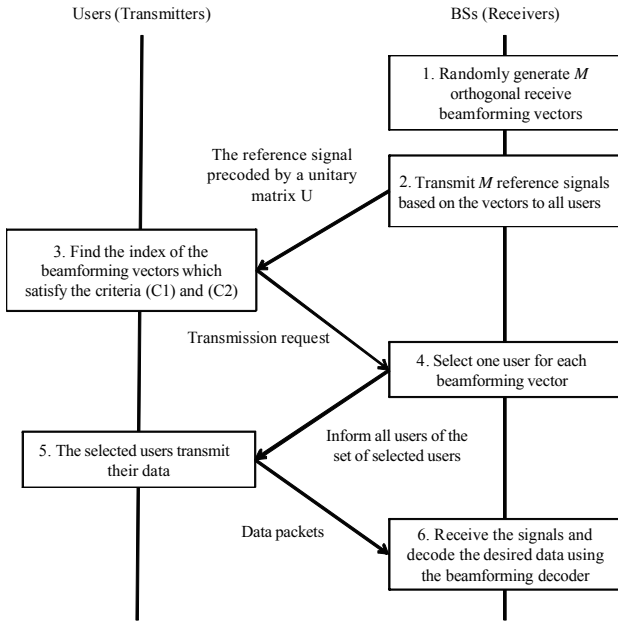 Users (Transmitters)
BSs (Receivers)
1. Randomly generate M
orthogonal receive
beamforming vectors
The reference signal
precoded by a unitary
matrix U
2. Transmit M reference signals
based on the vectors to all users
3. Find the index of the
beamforming vectors which
satisfy the criteria (C1) and (C2)
Transmission request
4. Select one user for each
beamforming vector
Inform all users of the
set of selected users
5. The selected users transmit
their data
Data packets
6. Receive the signals and
decode the desired data using
the beamforming decoder